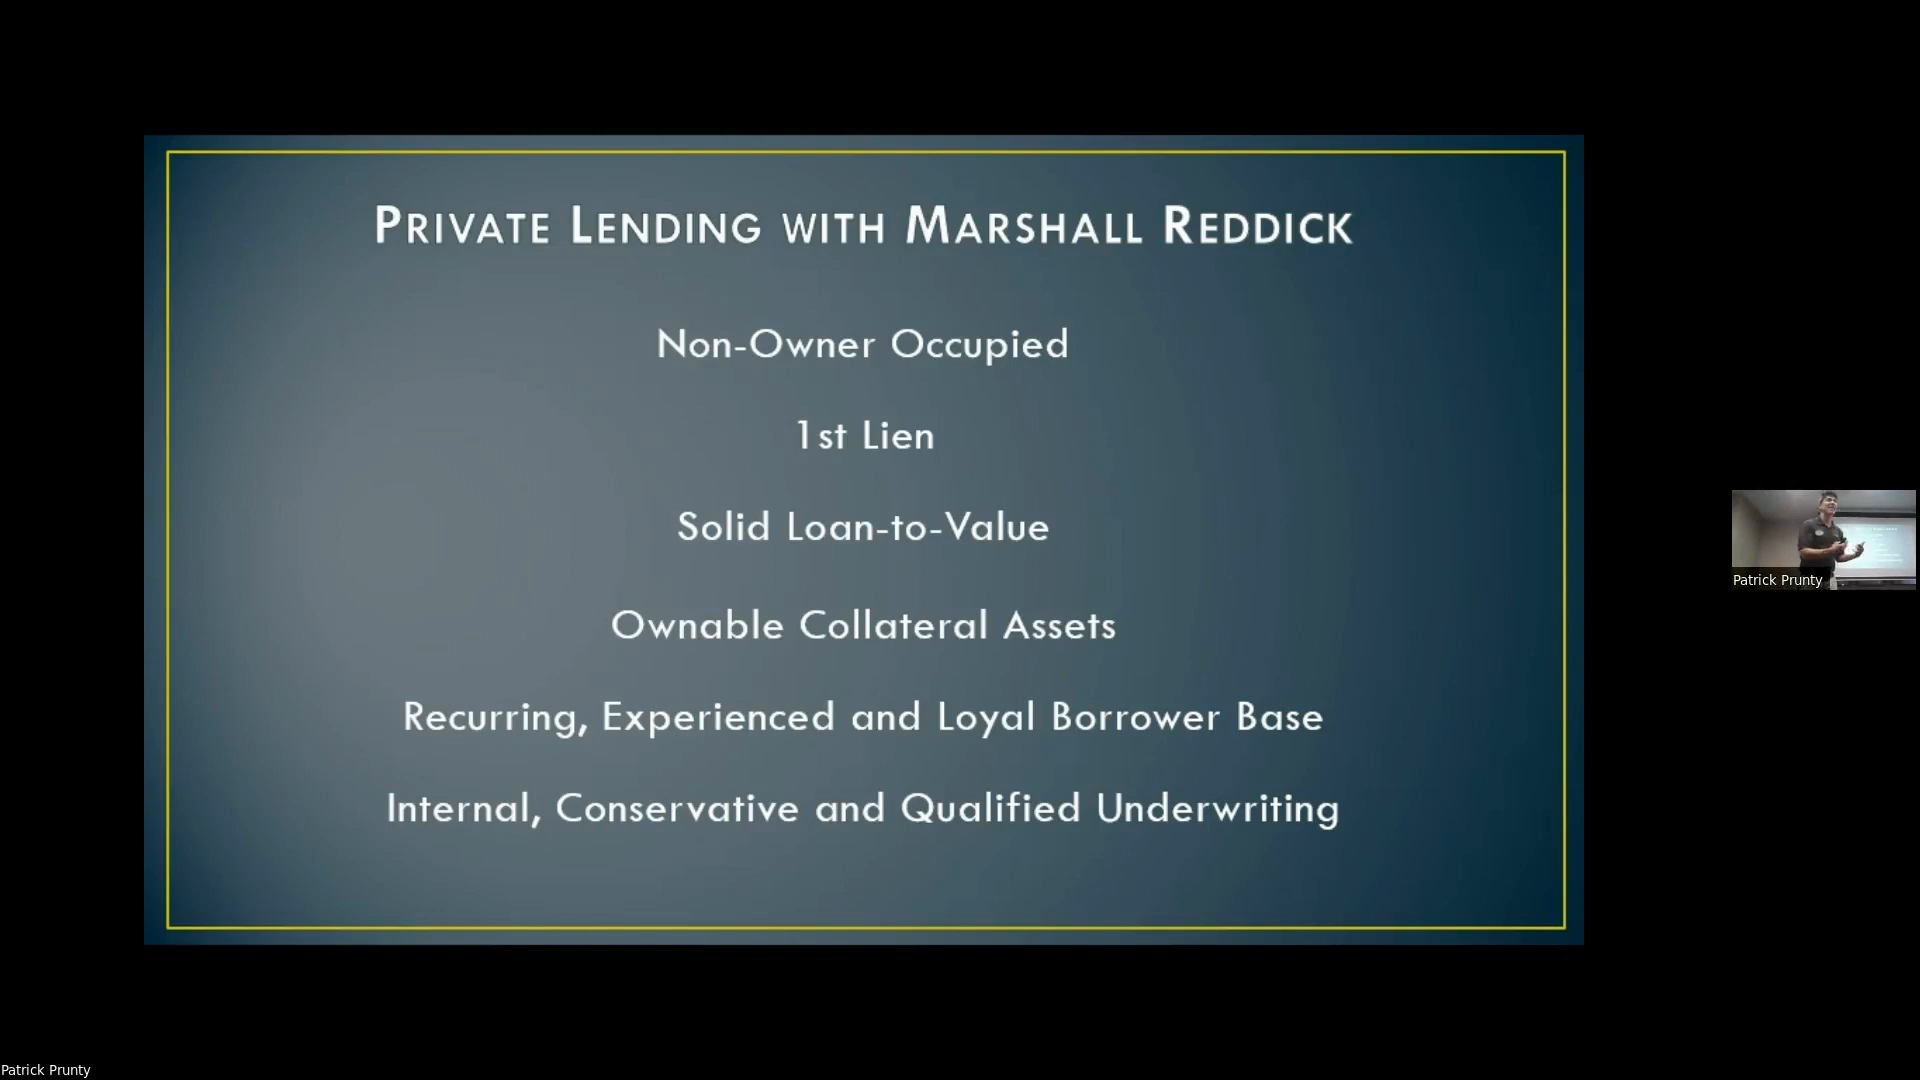 Private Lending with Marshall Reddick
Non-Owner Occupied
1st Lien
Solid Loan-to-Value
Ownable Collateral Assets
Recurring, Experienced and Loyal Borrower Base
Internal, Conservative and Qualified Underwriting
Patrick Prunty
Patrick Prunty